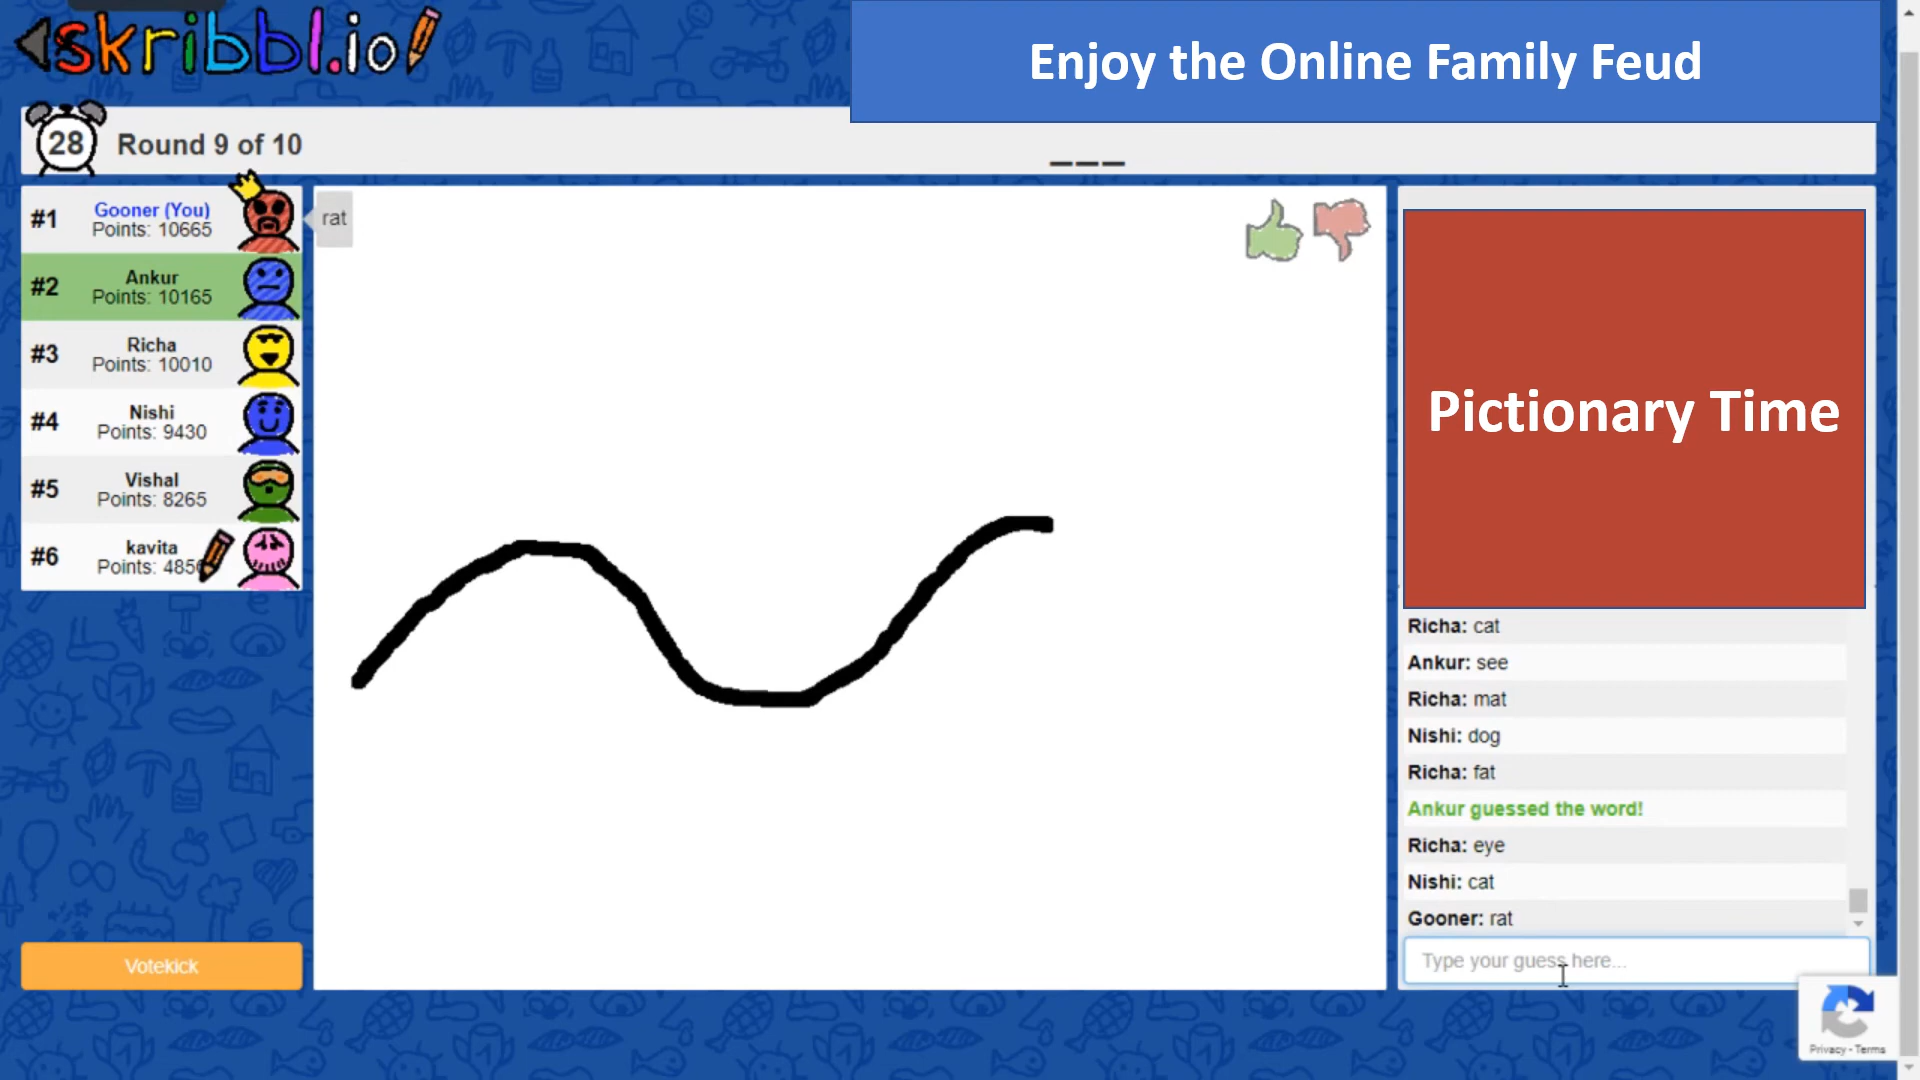 skribbl.io
Enjoy the Online Family Feud
28
Round 9 of 10
#1
Gooner (You)
Points: 10665
rat
#2
Ankur
Points: 10165
#3
Richa
Points: 10010
#4
Nishi
Points: 9430
#5
Vishal
Points: 8265
#6
kavita
Points: 4850
Votekick
Pictionary Time
Richa: cat
Ankur: see
Richa: mat
Nishi: dog
Richa: fat
Ankur guessed the word!
Richa: eye
Nishi: cat
Gooner: rat
Type your guess here...
Privacy - Terms